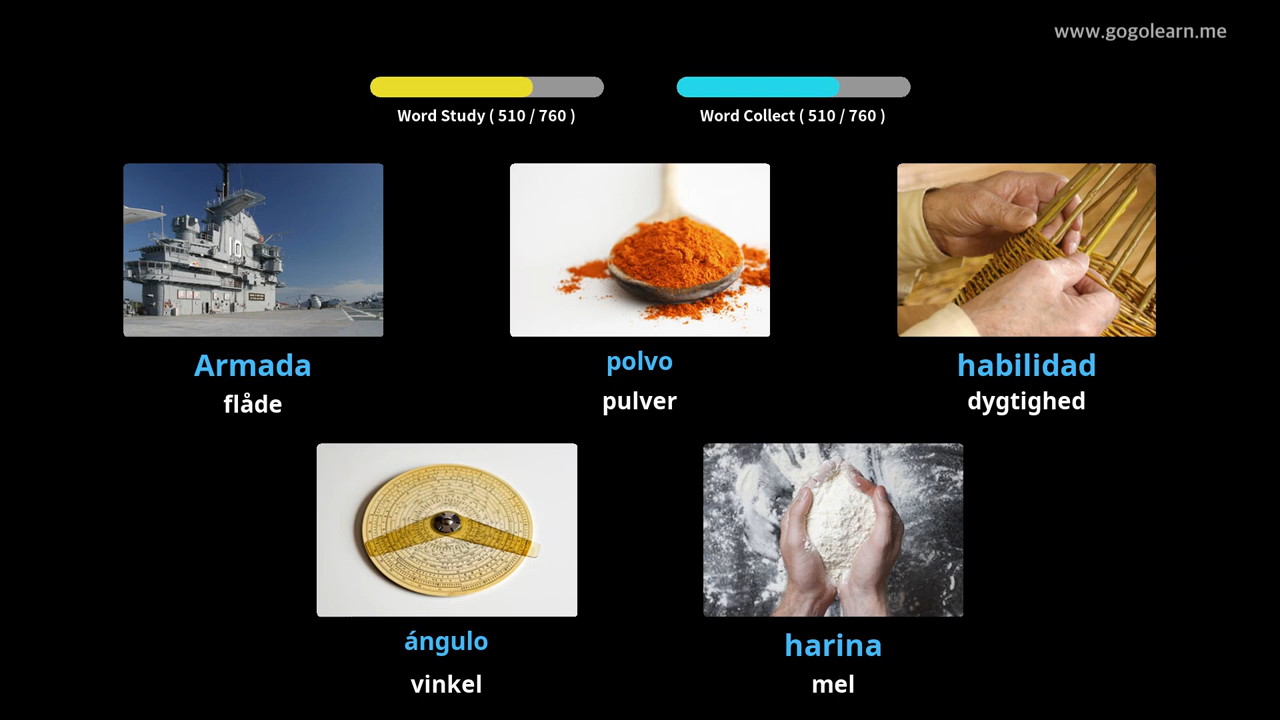 www.gogolearn.me
Word Study ( 510 / 760 )
Word Collect ( 510 / 760 )
10
Armada
flåde
polvo
pulver
habilidad
dygtighed
ángulo
vinkel
harina
mel